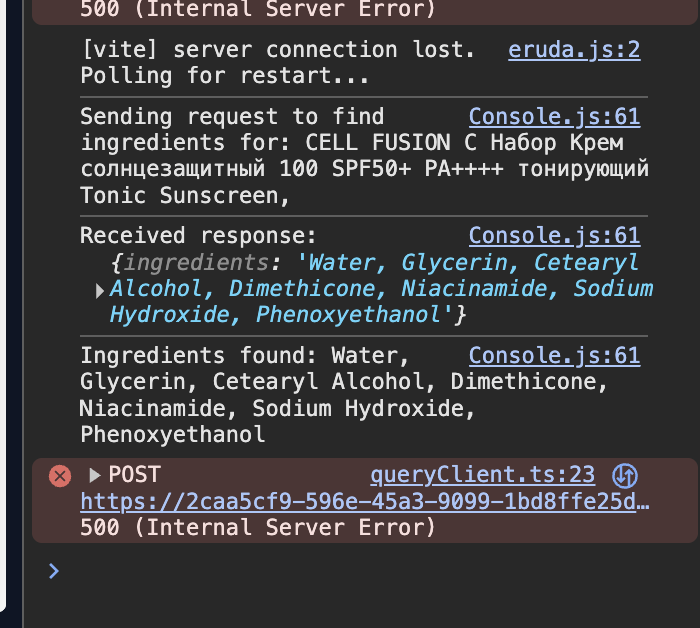 500 (Internal Server Error)
[vite] server connection lost. eruda.js:2
Polling for restart...
Sending request to find Console.js:61
ingredients for: CELL FUSION C Набор Крем
солнцезащитный 100 SPF50+ PA++++ тонирующий
Tonic Sunscreen,
Received response: Console.js:61
{ingredients: 'Water, Glycerin, Cetearyl
Alcohol, Dimethicone, Niacinamide, Sodium
Hydroxide, Phenoxyethanol'}
Ingredients found: Water, Console.js:61
Glycerin, Cetearyl Alcohol, Dimethicone,
Niacinamide, Sodium Hydroxide,
Phenoxyethanol
POST queryClient.ts:23
https://2caa5cf9-596e-45a3-9099-1bd8ffe25d…
500 (Internal Server Error)